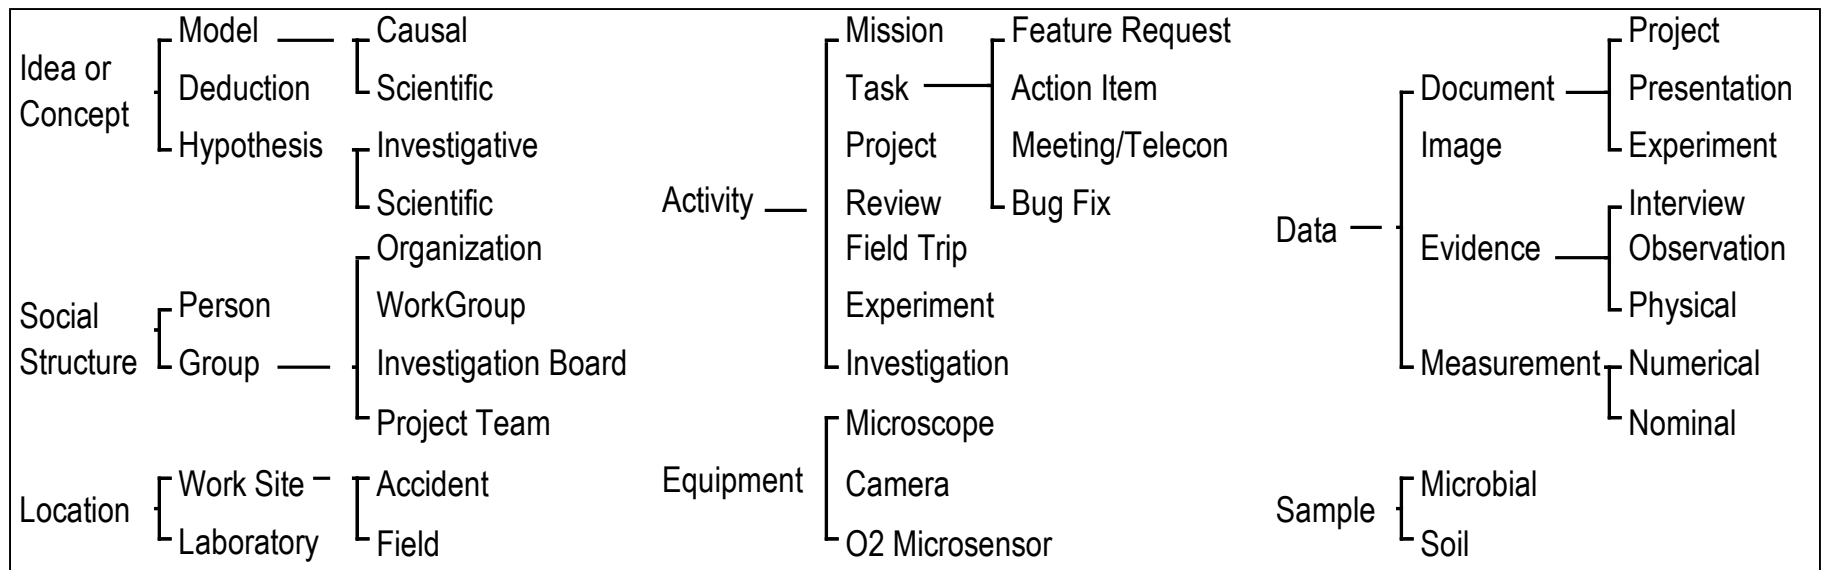 Idea or
Concept
Model
Deduction
Hypothesis
Causal
Scientific
Investigative
Scientific
Social
Structure
Person
Group
Organization
WorkGroup
Investigation Board
Project Team
Location
Work Site
Laboratory
Accident
Field
Activity
Mission
Task
Project
Review
Field Trip
Experiment
Investigation
Feature Request
Action Item
Meeting/Telecon
Bug Fix
Equipment
Microscope
Camera
O2 Microsensor
Data
Document
Image
Evidence
Measurement
Project
Presentation
Experiment
Interview
Observation
Physical
Numerical
Nominal
Sample
Microbial
Soil